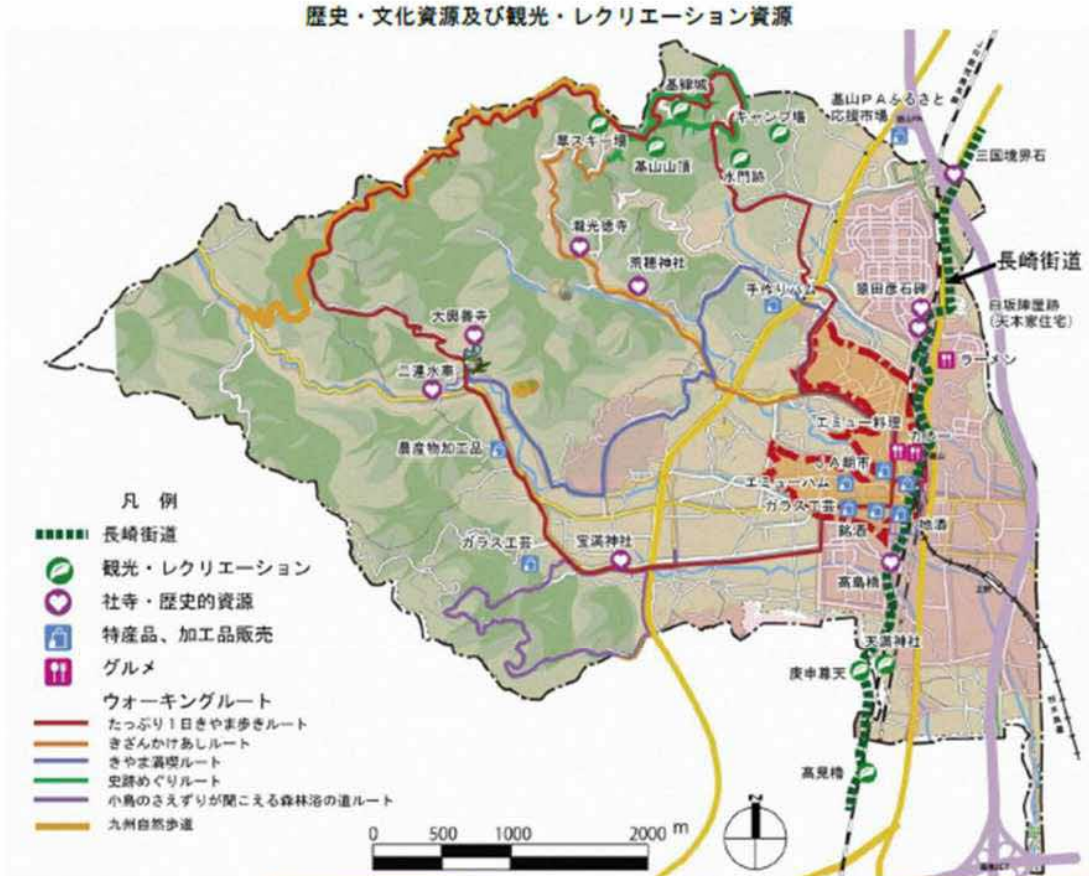 歴史・文化資源及び観光・レクリエーション資源
基肄城
基山PAふるさと
応援市場
キャンプ場
草スキー場
三国境界石
基山山頂
水門跡
瀧光徳寺
長崎街道
荒穂神社
手作りハム
猿田彦石碑
大興善寺
白坂陣屋跡
(天本家住宅)
ラーメン
二連水車
エミュー料理
カレー
農産物加工品
JA朝市
エミューハム
ガラス工芸
銘酒
地酒
凡 例
長崎街道
ガラス工芸
宝満神社
観光・レクリエーション
高島橋
社寺・歴史的資源
特産品、加工品販売
天満神社
グルメ
庚申尊天
ウォーキングルート
たっぷり1日きやま歩きルート
きざんかけあしルート
きやま満喫ルート
高見櫓
史跡めぐりルート
小鳥のさえずりが聞こえる森林浴の道ルート
九州自然歩道
0 500 1000 2000 m
N